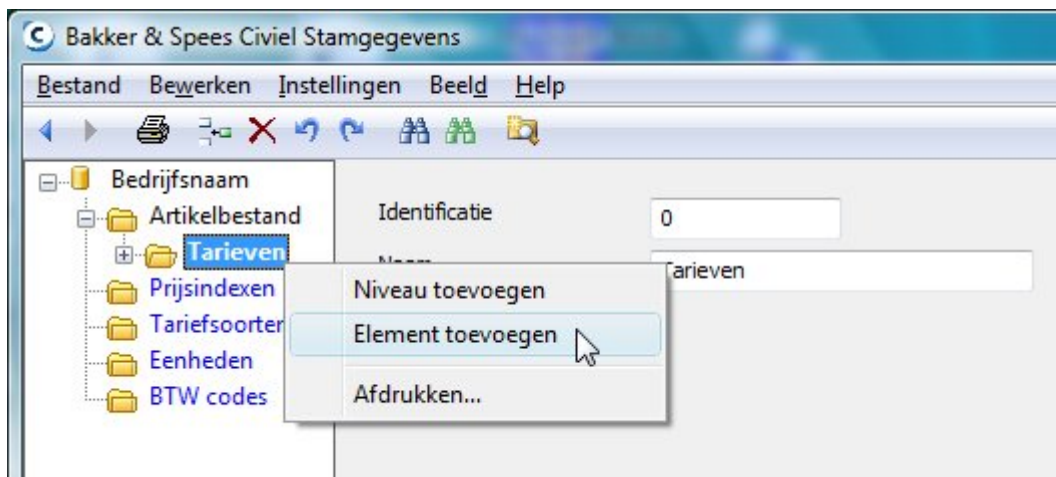 Bakker & Spees Civiel Stamgegevens
Bestand Bewerken Instellingen Beeld Help
Bedrijfsnaam
Artikelbestand
Tarieven
Prijsindexen
Tariefsoorten
Eenheden
BTW codes
Identificatie 0
Naam Tarieven
Niveau toevoegen
Element toevoegen
Afdrukken...